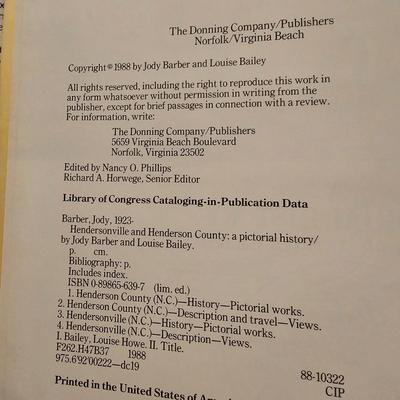 The Donning Company/Publishers
Norfolk/Virginia Beach
Copyright © 1988 by Jody Barber and Louise Bailey
All rights reserved, including the right to reproduce this work in
any form whatsoever without permission in writing from the
publisher, except for brief passages in connection with a review.
For information, write:
The Donning Company/Publishers
5659 Virginia Beach Boulevard
Norfolk, Virginia 23502
Edited by Nancy O. Phillips
Richard A. Horwege, Senior Editor
Library of Congress Cataloging-in-Publication Data
Barber, Jody, 1923-
Hendersonville and Henderson County: a pictorial history/
by Jody Barber and Louise Bailey.
p. cm.
Bibliography: p.
Includes index.
ISBN 0-89865-639-7 (lim. ed.)
1. Henderson County (N.C.)—History—Pictorial works.
2. Henderson County (N.C.)—Description and travel—Views.
3. Hendersonville (N.C.)—History—Pictorial works.
4. Hendersonville (N.C.)—Description—Views.
I. Bailey, Louise Howe. II. Title.
F262.H47B37 1988
975.6'92'00222—dc19
88-10322
CIP
Printed in the United States of